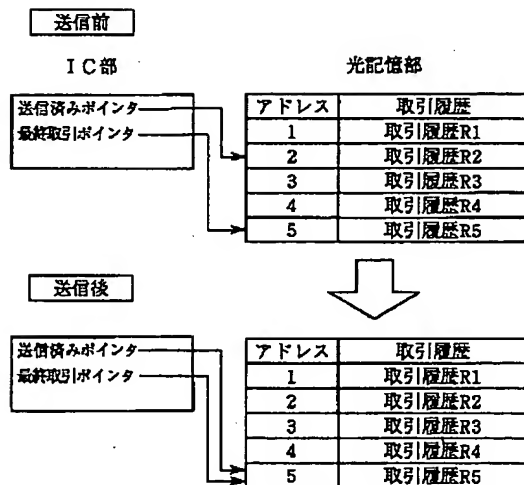 送信前
ＩＣ部
光記憶部
送信済みポインタ
最終取引ポインタ
アドレス 取引履歴
1 取引履歴R1
2 取引履歴R2
3 取引履歴R3
4 取引履歴R4
5 取引履歴R5
送信後
送信済みポインタ
最終取引ポインタ
アドレス 取引履歴
1 取引履歴R1
2 取引履歴R2
3 取引履歴R3
4 取引履歴R4
5 取引履歴R5